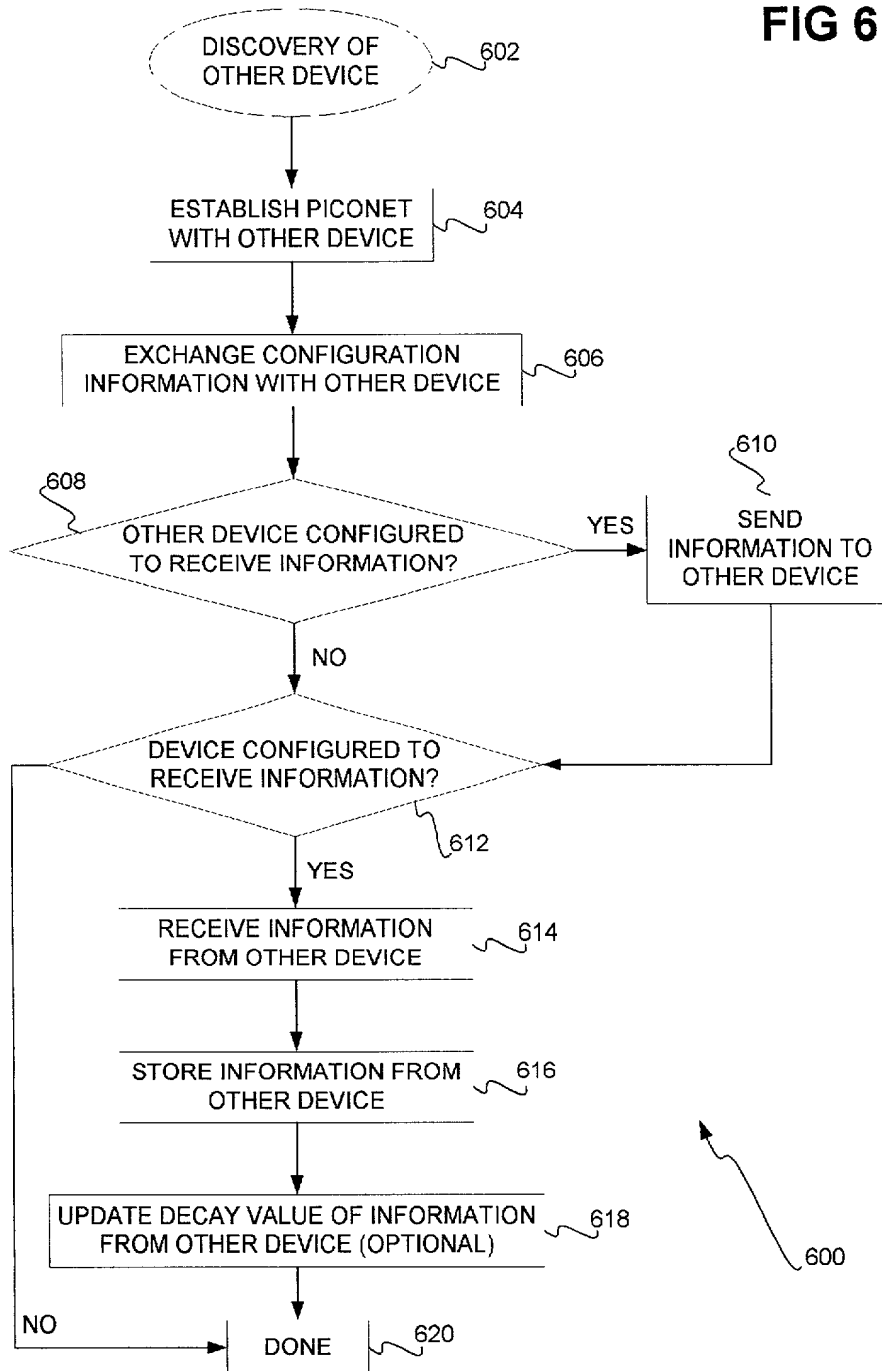 FIG 6
DISCOVERY OF
OTHER DEVICE
602
ESTABLISH PICONET
WITH OTHER DEVICE
604
EXCHANGE CONFIGURATION
INFORMATION WITH OTHER DEVICE
606
608
OTHER DEVICE CONFIGURED
TO RECEIVE INFORMATION?
YES
610
SEND
INFORMATION TO
OTHER DEVICE
NO
DEVICE CONFIGURED TO
RECEIVE INFORMATION?
612
YES
RECEIVE INFORMATION
FROM OTHER DEVICE
614
STORE INFORMATION FROM
OTHER DEVICE
616
UPDATE DECAY VALUE OF INFORMATION
FROM OTHER DEVICE (OPTIONAL)
618
600
NO
DONE
620